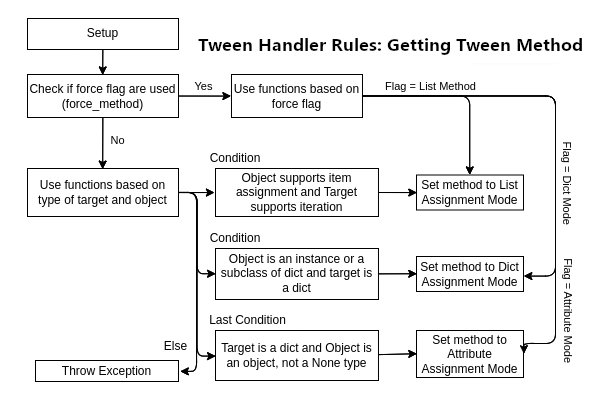 Setup
Tween Handler Rules: Getting Tween Method
Check if force flag are used
(force_method)
Yes
Use functions based on
force flag
Flag = List Method
No
Flag = Dict Mode
Use functions based on
type of target and object
Condition
Object supports item
assignment and Target
supports iteration
Set method to List
Assignment Mode
Condition
Object is an instance or a
subclass of dict and target is
a dict
Set method to Dict
Assignment Mode
Flag = Attribute Mode
Last Condition
Else
Target is a dict and Object is
an object, not a None type
Set method to
Attribute
Assignment Mode
Throw Exception